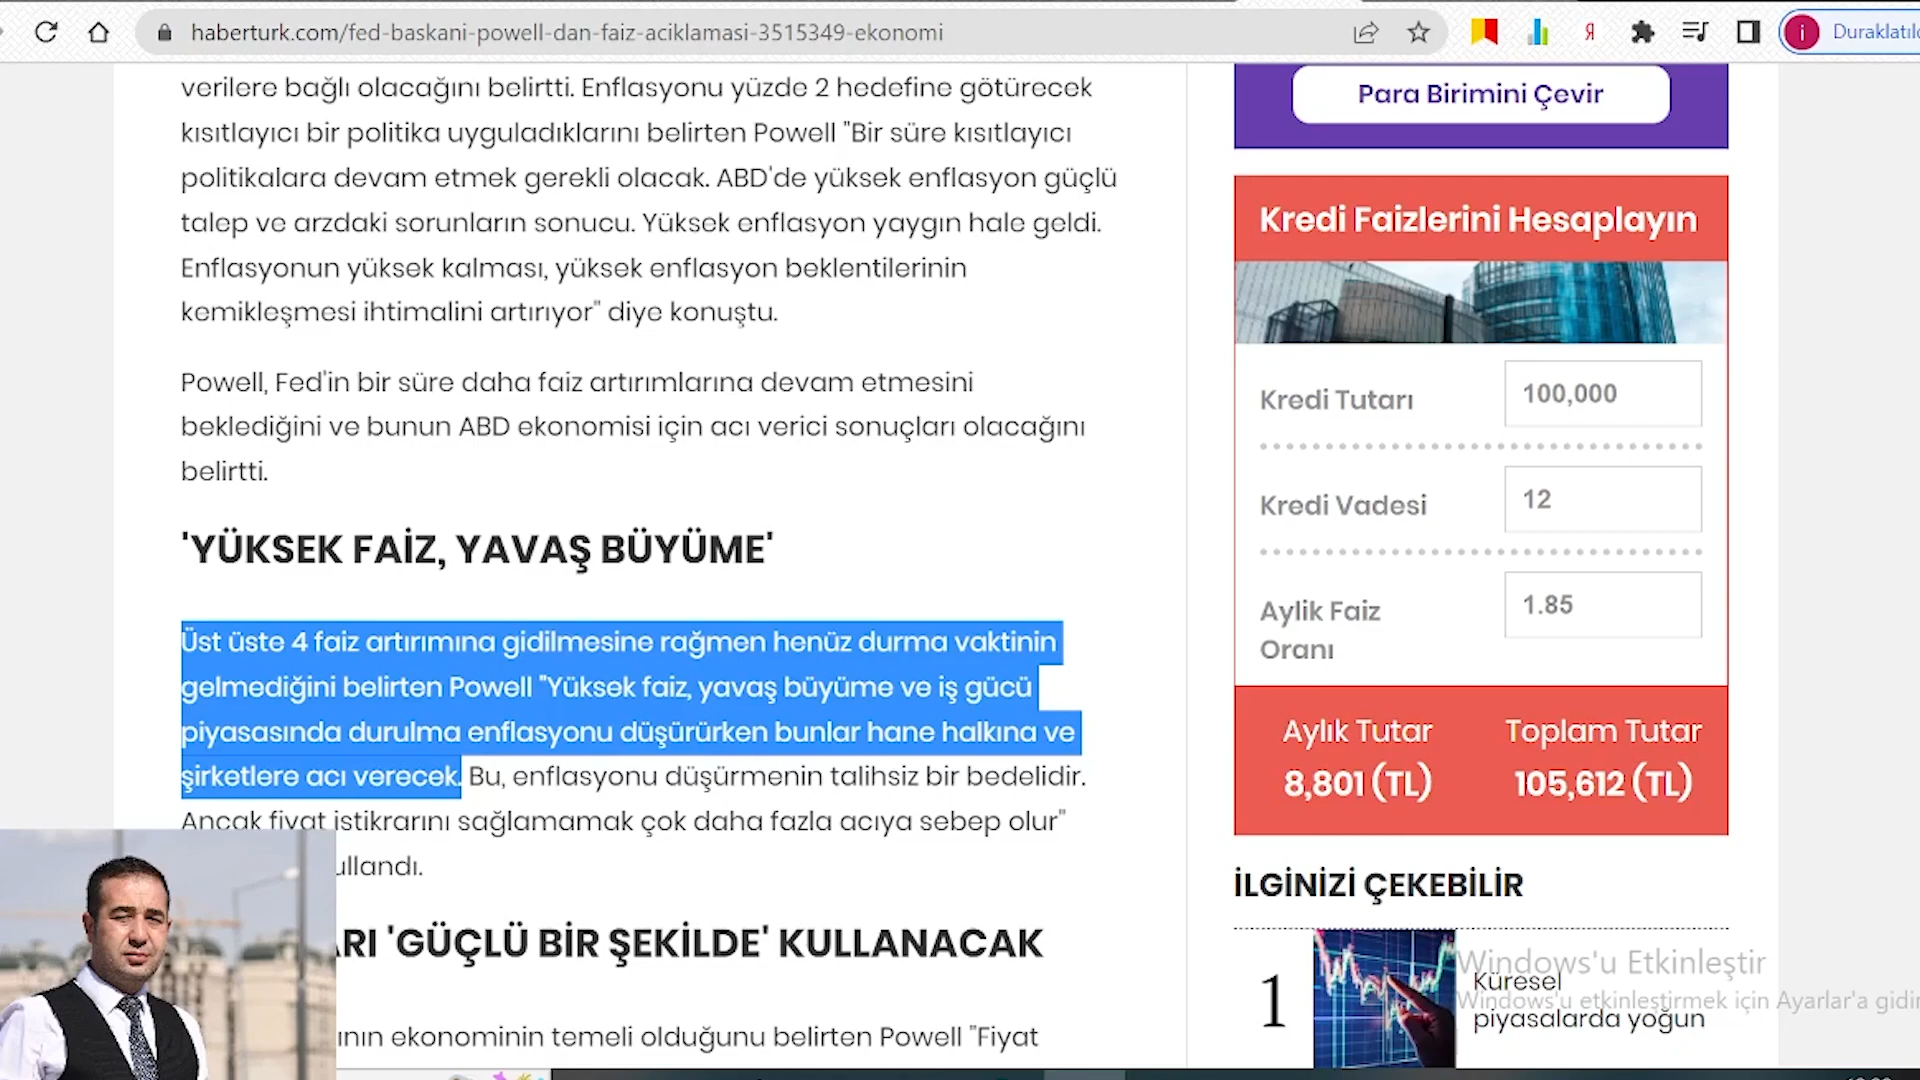 haberturk.com/fed-baskani-powell-dan-faiz-aciklamasi-3515349-ekonomi
Я
i
verilere bağlı olacağını belirtti. Enflasyonu yüzde 2 hedefine götürecek
kısıtlayıcı bir politika uyguladıklarını belirten Powell "Bir süre kısıtlayıcı
politikalara devam etmek gerekli olacak. ABD'de yüksek enflasyon güçlü
talep ve arzdaki sorunların sonucu. Yüksek enflasyon yaygın hale geldi.
Enflasyonun yüksek kalması, yüksek enflasyon beklentilerinin
kemikleşmesi ihtimalini artırıyor" diye konuştu.
Powell, Fed'in bir süre daha faiz artırımlarına devam etmesini
beklediğini ve bunun ABD ekonomisi için acı verici sonuçları olacağını
belirtti.
'YÜKSEK FAİZ, YAVAŞ BÜYÜME'
Üst üste 4 faiz artırımına gidilmesine rağmen henüz durma vaktinin
gelmediğini belirten Powell "Yüksek faiz, yavaş büyüme ve iş gücü
piyasasında durulma enflasyonu düşürürken bunlar hane halkına ve
şirketlere acı verecek. Bu, enflasyonu düşürmenin talihsiz bir bedelidir.
Ancak fiyat istikrarını sağlamamak çok daha fazla acıya sebep olur"
ullandı.
RI 'GÜÇLÜ BİR ŞEKİLDE' KULLANACAK
ının ekonominin temeli olduğunu belirten Powell "Fiyat
Para Birimini Çevir
Kredi Faizlerini Hesaplayın
Kredi Tutarı
100,000
Kredi Vadesi
12
Aylik Faiz
Oranı
1.85
Aylık Tutar
8,801 (TL)
Toplam Tutar
105,612 (TL)
İLGİNİZİ ÇEKEBİLİR
1
Küresel
piyasalarda yoğun
Windows'u Etkinleştir
Windows'u etkinleştirmek için Ayarlar'a